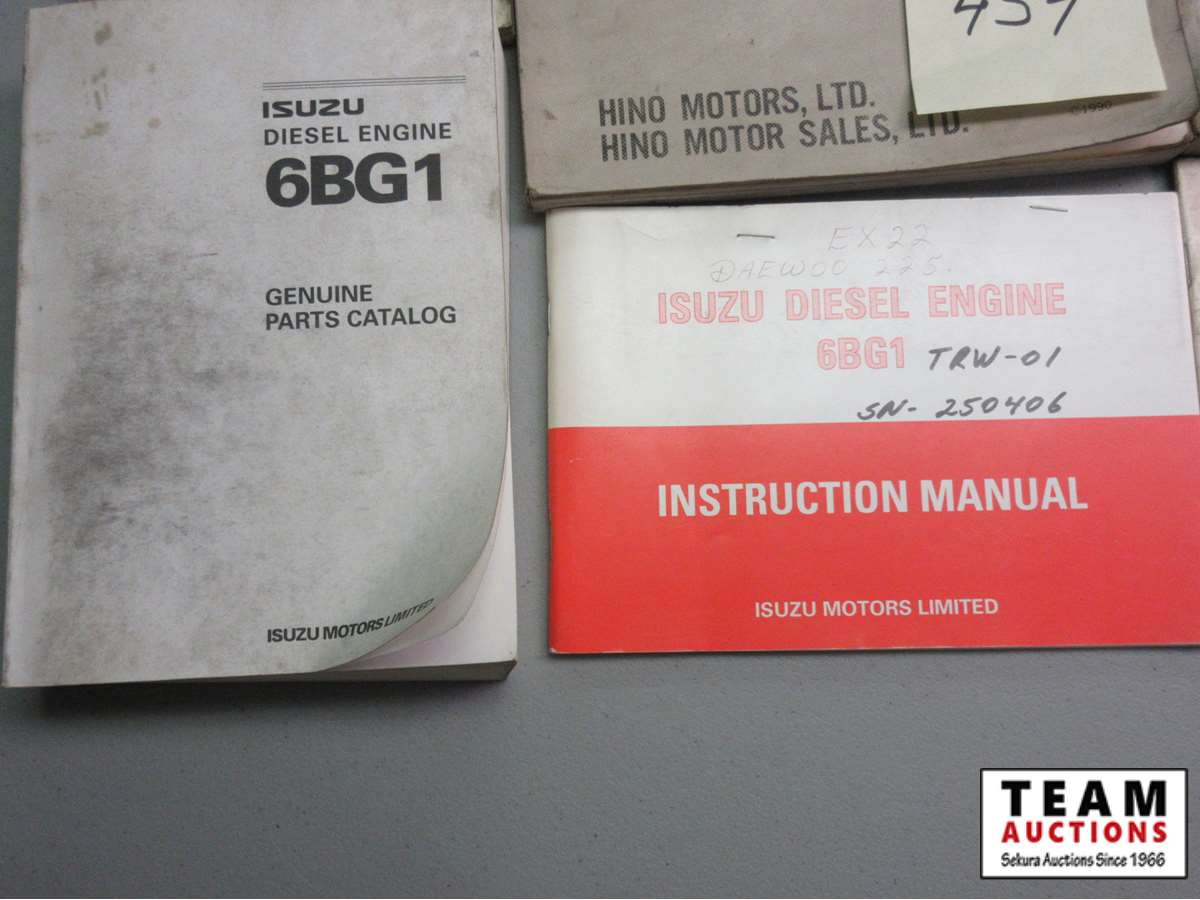 ISUZU
DIESEL ENGINE
6BG1
GENUINE
PARTS CATALOG
ISUZU MOTORS LIMITED
HINO MOTORS, LTD.
HINO MOTOR SALES, LTD.
©1990
EX22
DAEWOO 225.
ISUZU DIESEL ENGINE
6BG1 TRW-01
SN- 250406
INSTRUCTION MANUAL
ISUZU MOTORS LIMITED
TEAM
AUCTIONS
Sekura Auctions Since 1966